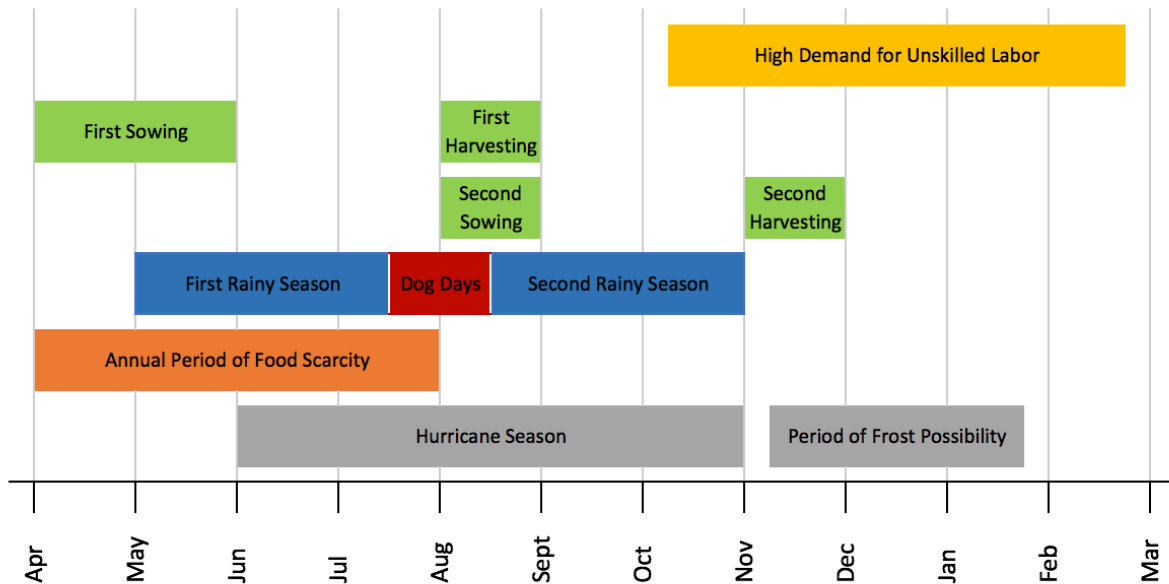 High Demand for Unskilled Labor
First Sowing
First
Harvesting
Second
Sowing
Second
Harvesting
First Rainy Season
Dog Days
Second Rainy Season
Annual Period of Food Scarcity
Hurricane Season
Period of Frost Possibility
Apr
May
Jun
Jul
Aug
Sept
Oct
Nov
Dec
Jan
Feb
Mar